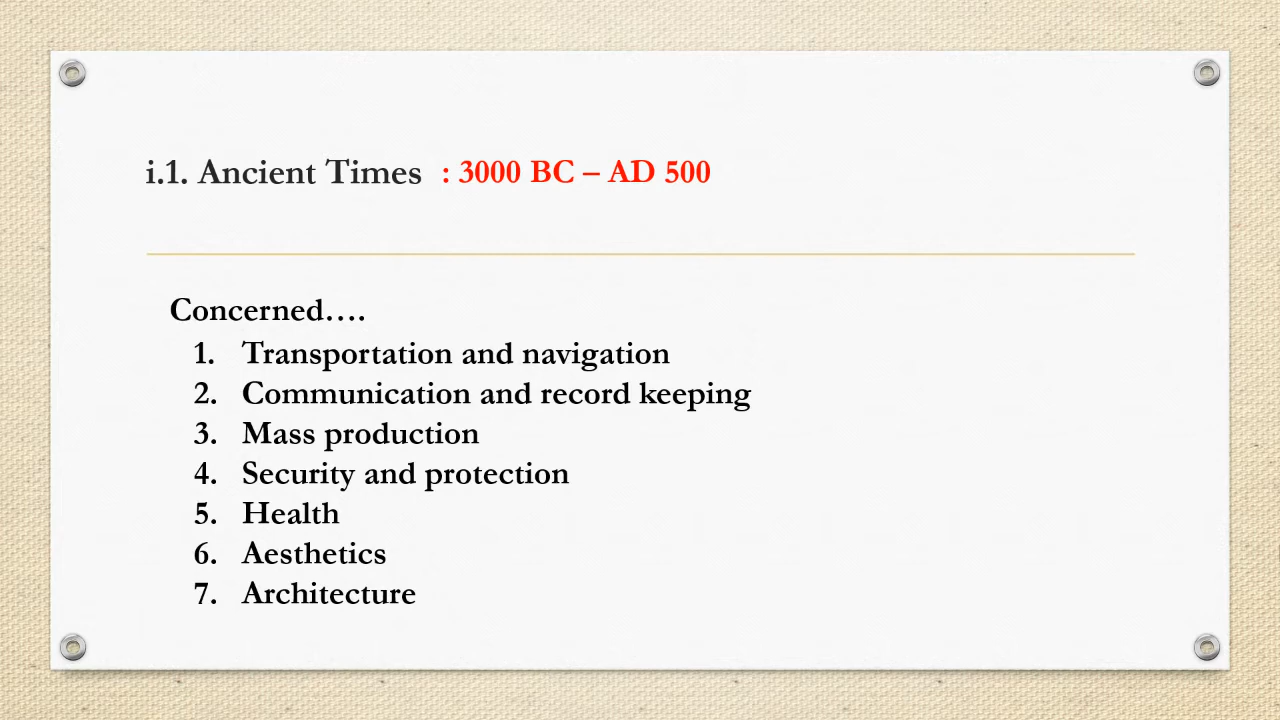 i.1. Ancient Times : 3000 BC – AD 500
Concerned….
1. Transportation and navigation
2. Communication and record keeping
3. Mass production
4. Security and protection
5. Health
6. Aesthetics
7. Architecture